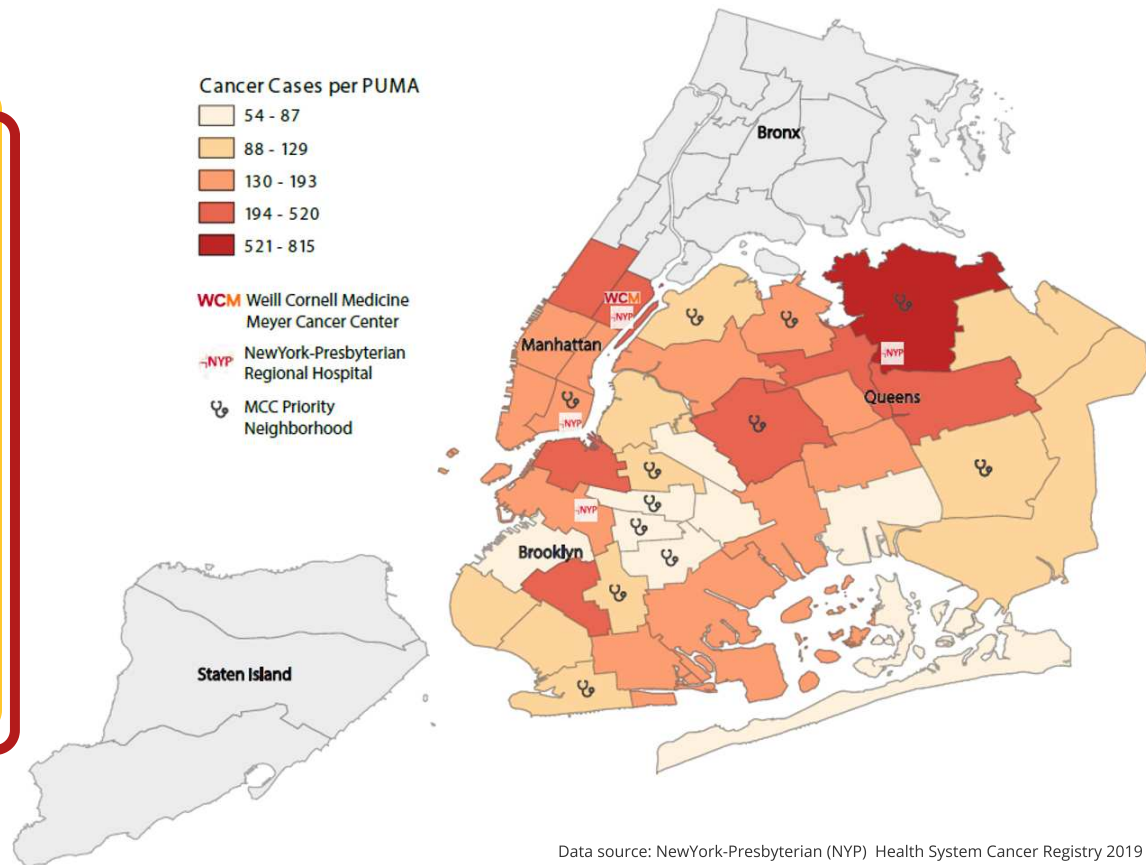 Cancer Cases per PUMA
54 - 87
88 - 129
130 - 193
194 - 520
521 - 815
WCM Weill Cornell Medicine
Meyer Cancer Center
NYP NewYork-Presbyterian
Regional Hospital
MCC Priority
Neighborhood
Bronx
WCM
NYP
Manhattan
NYP
Queens
NYP
NYP
Brooklyn
Staten Island
Data source: NewYork-Presbyterian (NYP) Health System Cancer Registry 2019